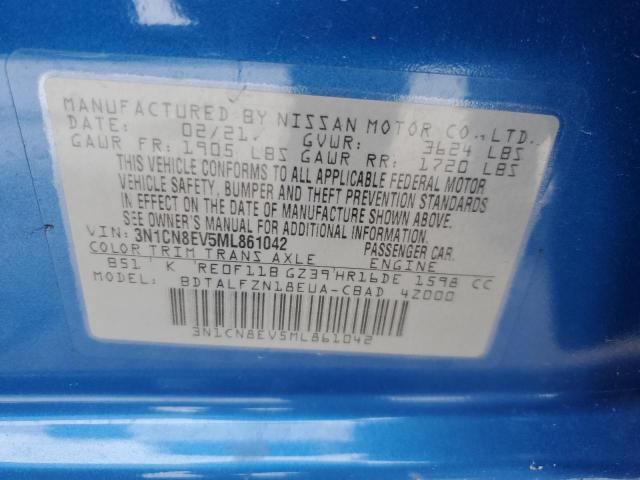 MANUFACTURED BY NISSAN MOTOR CO., LTD.
DATE: 02/21 GVWR: 3624 LBS
GAWR FR: 1905 LBS GAWR RR: 1720 LBS
THIS VEHICLE CONFORMS TO ALL APPLICABLE FEDERAL MOTOR
VEHICLE SAFETY, BUMPER AND THEFT PREVENTION STANDARDS
IN EFFECT ON THE DATE OF MANUFACTURE SHOWN ABOVE.
SEE OWNER'S MANUAL FOR ADDITIONAL INFORMATION.
VIN: 3N1CN8EV5ML861042 PASSENGER CAR.
COLOR TRIM TRANS AXLE ENGINE
B51 K RE0F11B GZ39 HR16DE 1598 CC
MODEL: BDTALFZN18EUA-CBAD 4Z000
3N1CN8EV5ML861042